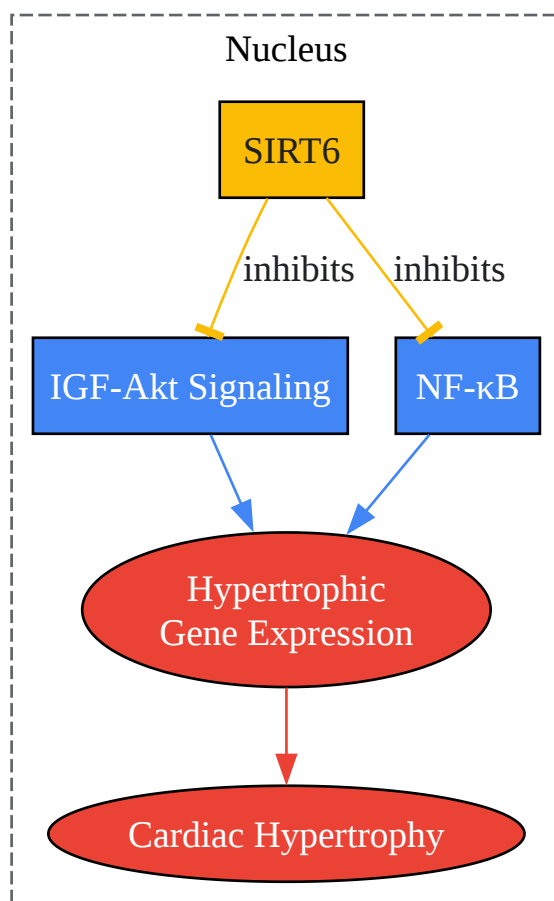 Nucleus
SIRT6
inhibits
inhibits
IGF-Akt Signaling
NF-κB
Hypertrophic
Gene Expression
Cardiac Hypertrophy